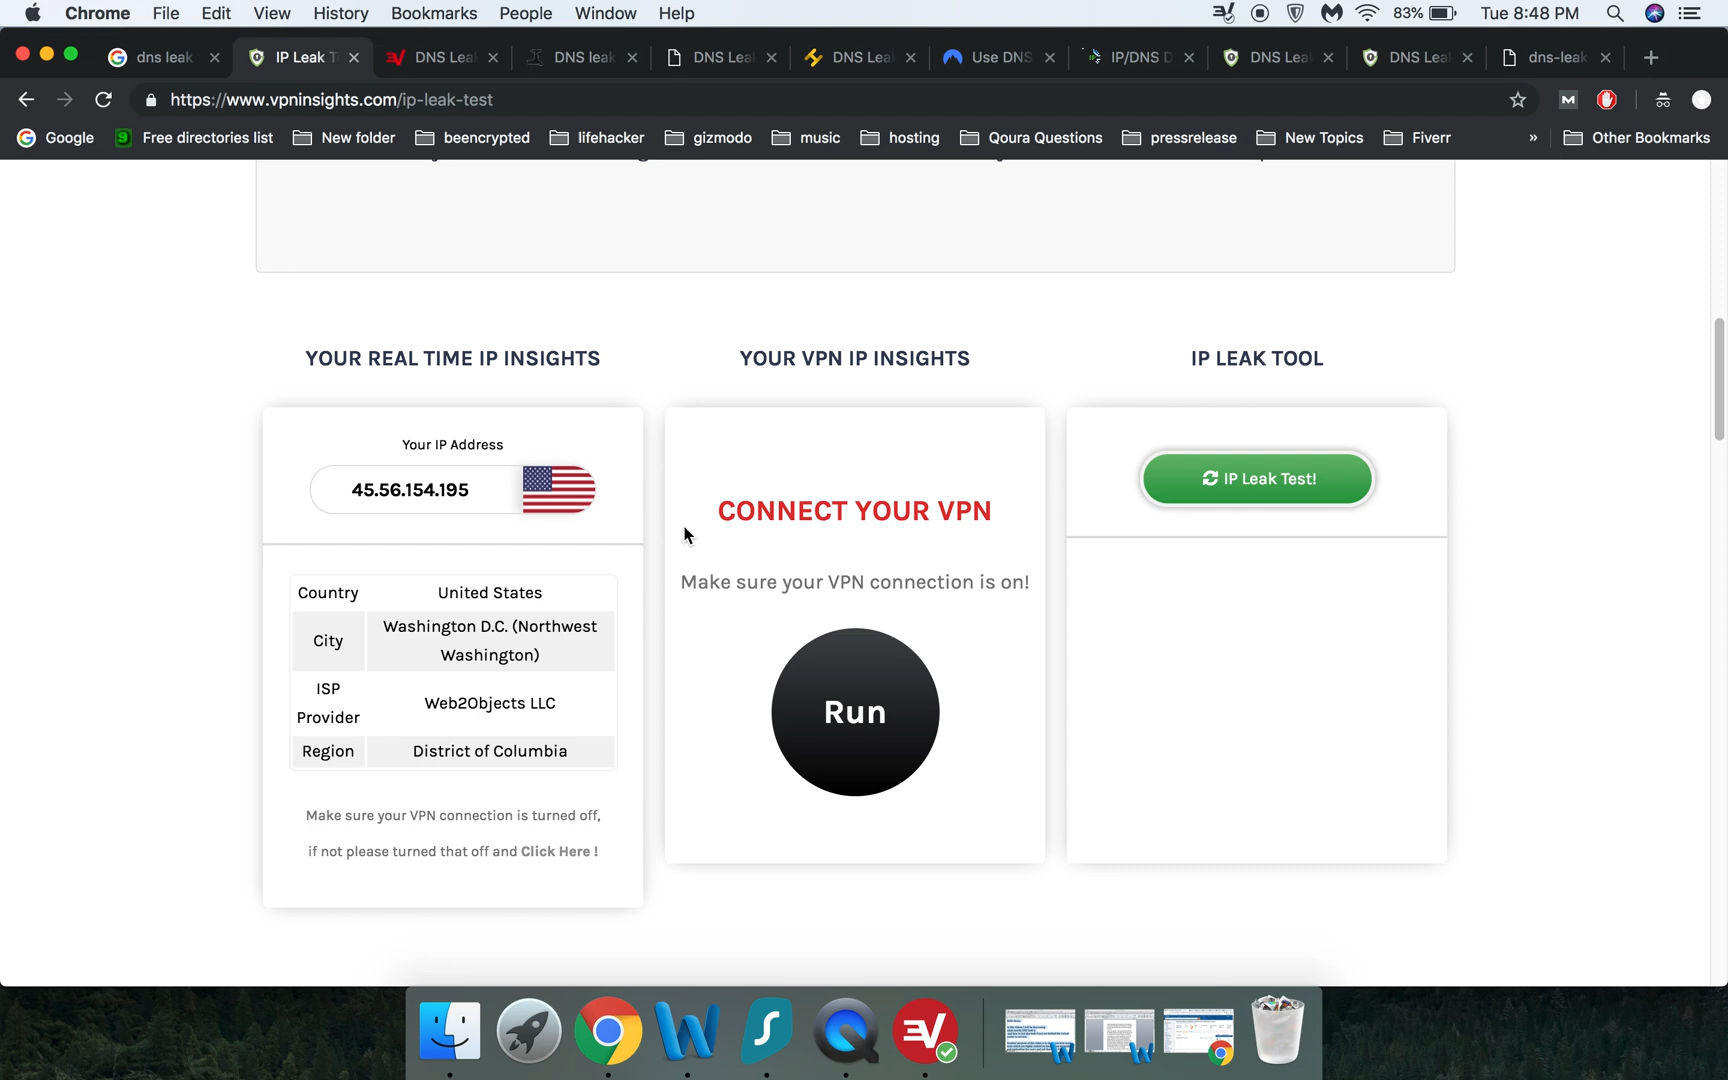 Chrome File Edit View History Bookmarks People Window Help 83% Tue 8:48 PM
dns leak IP Leak T DNS Lea DNS leak DNS Lea DNS Lea Use DNS IP/DNS D DNS Lea DNS Lea dns-leak
https://www.vpninsights.com/ip-leak-test
Google Free directories list New folder beencrypted lifehacker gizmodo music hosting Qoura Questions pressrelease New Topics Fiverr » Other Bookmarks
YOUR REAL TIME IP INSIGHTS
Your IP Address
45.56.154.195
Country United States
City Washington D.C. (Northwest
Washington)
ISP
Provider Web2Objects LLC
Region District of Columbia
Make sure your VPN connection is turned off,
if not please turned that off and Click Here !
YOUR VPN IP INSIGHTS
CONNECT YOUR VPN
Make sure your VPN connection is on!
Run
IP LEAK TOOL
IP Leak Test!